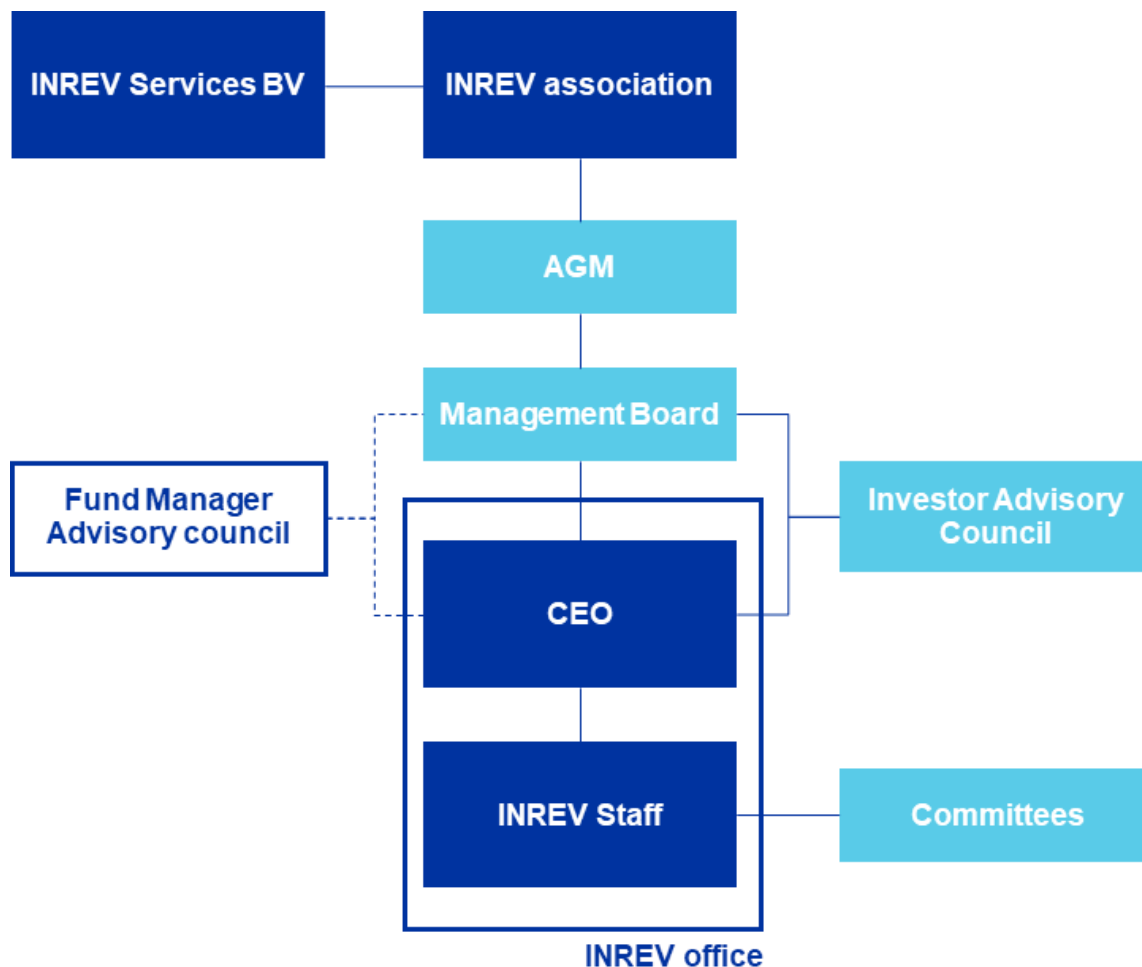 INREV Services BV
INREV association
AGM
Management Board
Fund Manager
Advisory council
Investor Advisory
Council
CEO
INREV Staff
Committees
INREV office